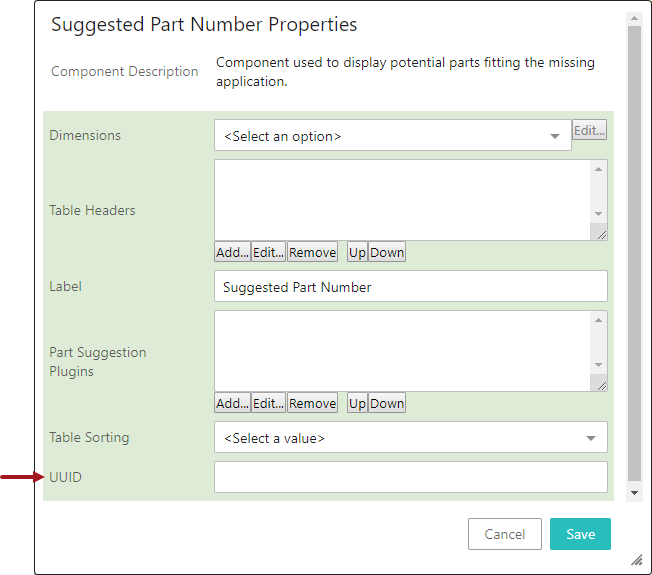 Suggested Part Number Properties
Component Description
Component used to display potential parts fitting the missing
application.
Dimensions
<Select an option>
Edit...
Table Headers
Add... Edit... Remove Up Down
Label
Suggested Part Number
Part Suggestion
Plugins
Add... Edit... Remove Up Down
Table Sorting
<Select a value>
UUID
Cancel Save